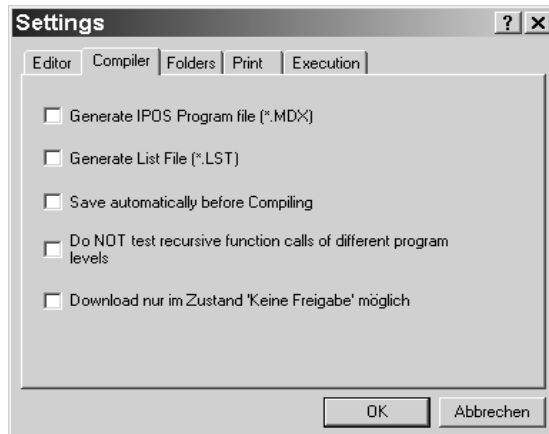 Settings
Editor Compiler Folders Print Execution
Generate IPOS Program file (*.MDX)
Generate List File (*.LST)
Save automatically before Compiling
Do NOT test recursive function calls of different program
levels
Download nur im Zustand 'Keine Freigabe' möglich
OK Abbrechen